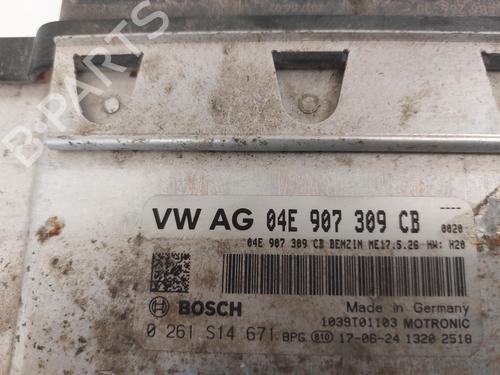 B-PARTS
VW AG 04E 907 309 CB 0020
04E 907 309 CB BENZIN ME17.5.26 HW: H20
BOSCH
Made in Germany
1039T01103 MOTRONIC
0 261 S14 671 BPG 810 17-06-24 1320 2518